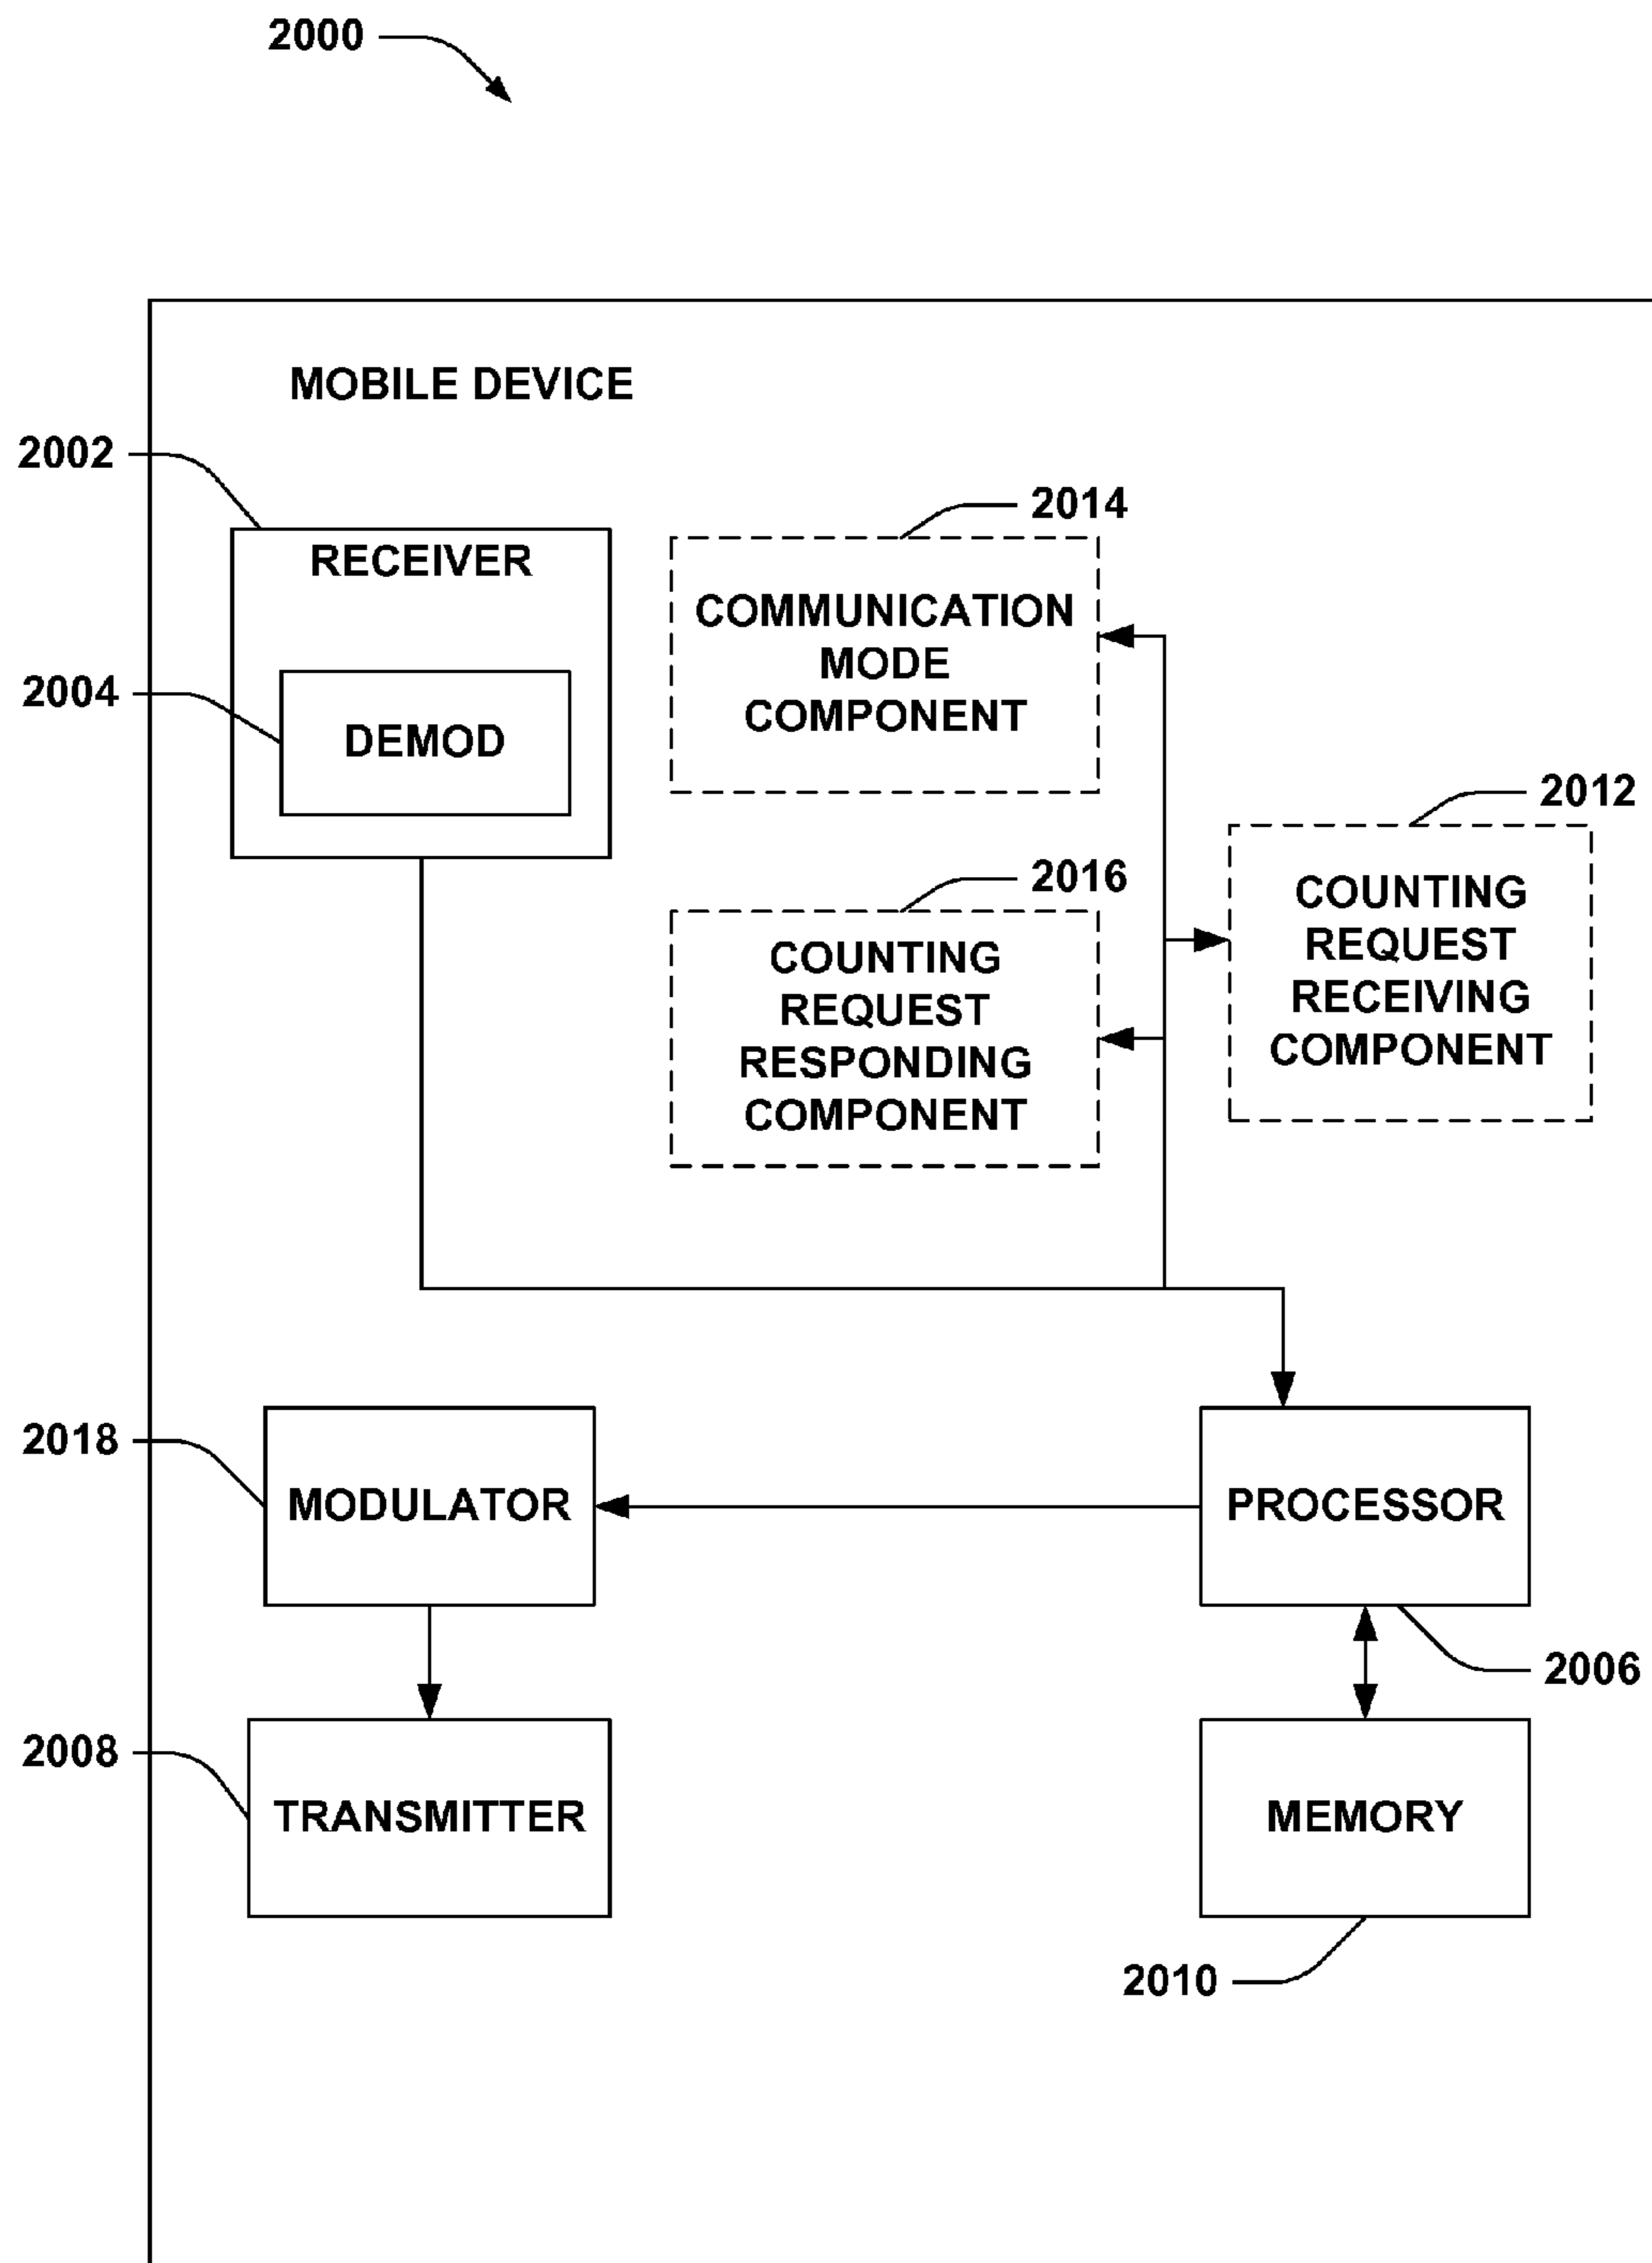 2000
MOBILE DEVICE
2002
RECEIVER
2004
DEMOD
2014
COMMUNICATION
MODE
COMPONENT
2012
COUNTING
REQUEST
RECEIVING
COMPONENT
2016
COUNTING
REQUEST
RESPONDING
COMPONENT
2018
MODULATOR
PROCESSOR
2006
2008
TRANSMITTER
MEMORY
2010